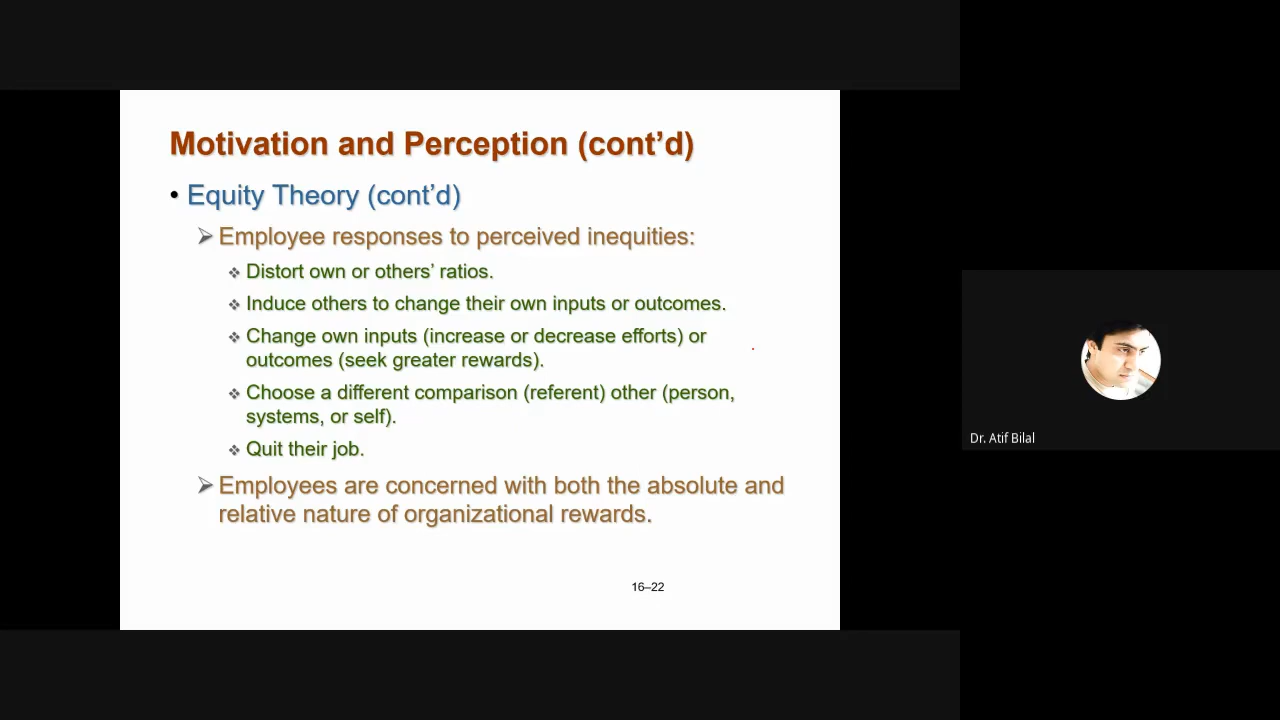 Motivation and Perception (cont’d)
• Equity Theory (cont’d)
➢ Employee responses to perceived inequities:
❖ Distort own or others’ ratios.
❖ Induce others to change their own inputs or outcomes.
❖ Change own inputs (increase or decrease efforts) or
outcomes (seek greater rewards).
❖ Choose a different comparison (referent) other (person,
systems, or self).
❖ Quit their job.
➢ Employees are concerned with both the absolute and
relative nature of organizational rewards.
16–22
Dr. Atif Bilal